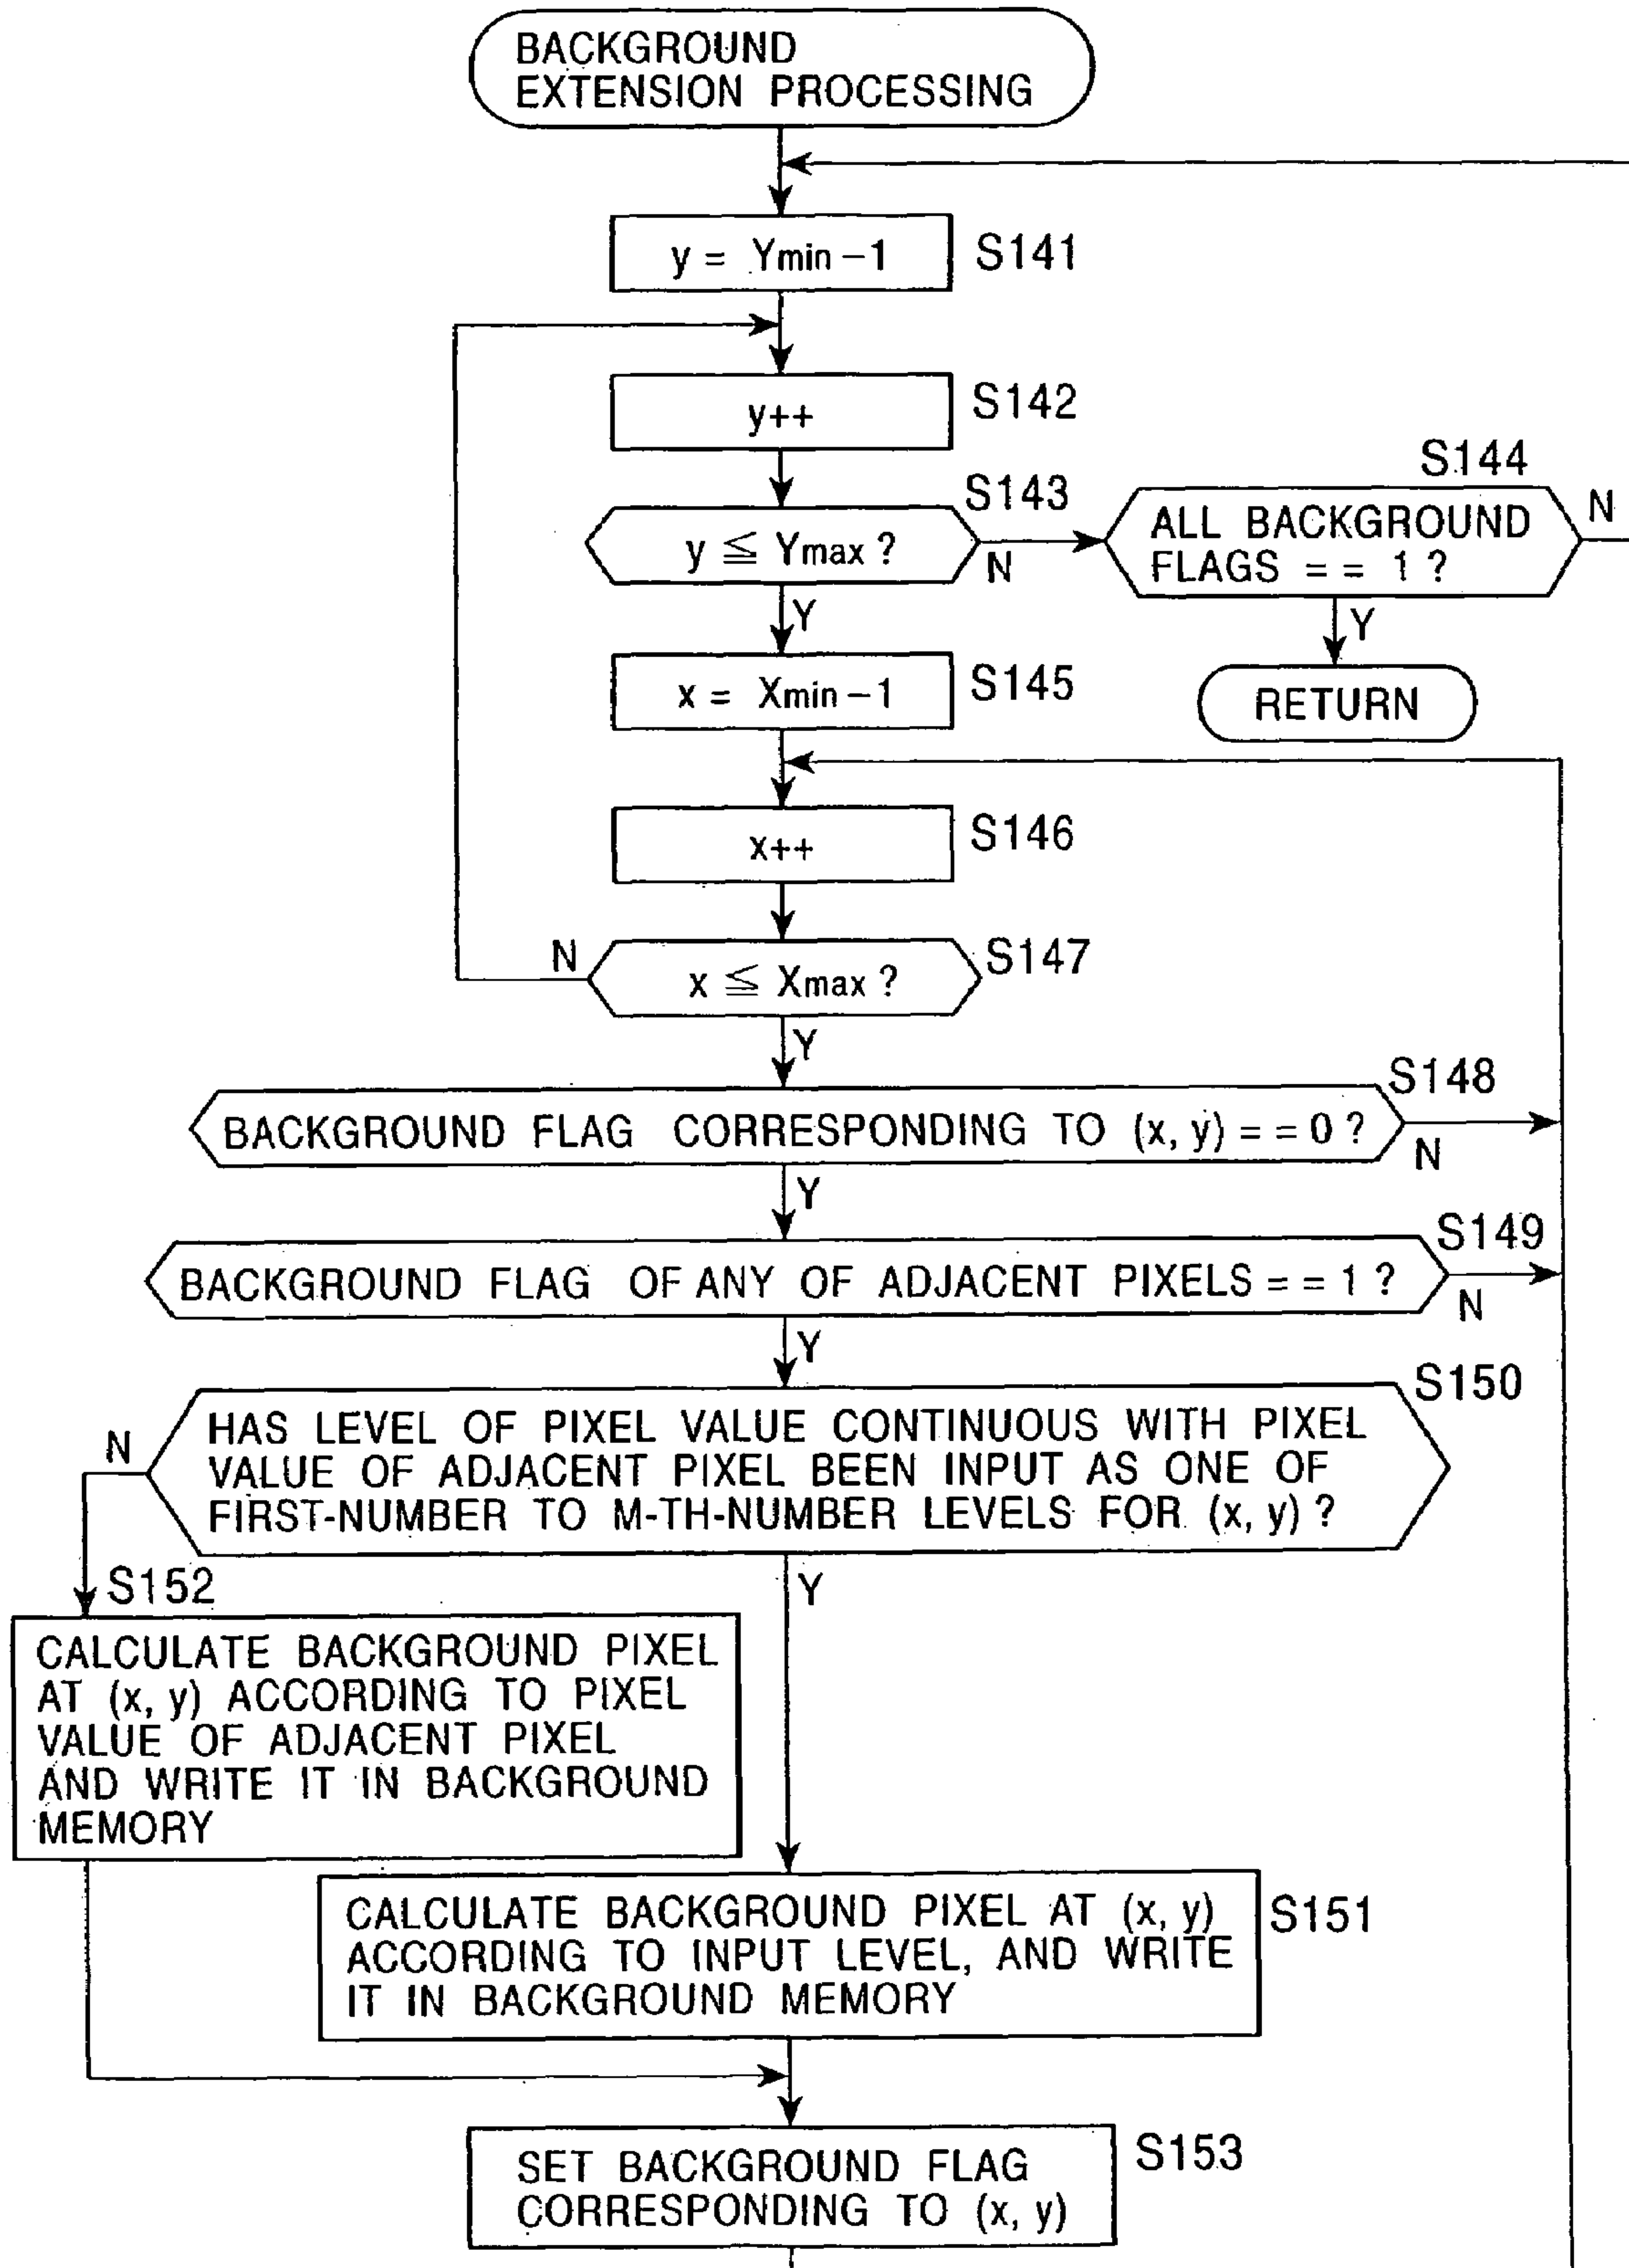 BACKGROUND
EXTENSION PROCESSING
y = Ymin −1
S141
y++
S142
S143
y ≦ Ymax ?
N
Y
S144
ALL BACKGROUND
FLAGS = = 1 ?
N
Y
RETURN
x = Xmin −1
S145
x++
S146
S147
x ≦ Xmax ?
N
Y
S148
BACKGROUND FLAG CORRESPONDING TO (x, y) = = 0 ?
N
Y
S149
BACKGROUND FLAG OF ANY OF ADJACENT PIXELS = = 1 ?
N
Y
S150
HAS LEVEL OF PIXEL VALUE CONTINUOUS WITH PIXEL
VALUE OF ADJACENT PIXEL BEEN INPUT AS ONE OF
FIRST-NUMBER TO M-TH-NUMBER LEVELS FOR (x, y) ?
N
Y
S152
CALCULATE BACKGROUND PIXEL
AT (x, y) ACCORDING TO PIXEL
VALUE OF ADJACENT PIXEL
AND WRITE IT IN BACKGROUND
MEMORY
CALCULATE BACKGROUND PIXEL AT (x, y)
ACCORDING TO INPUT LEVEL, AND WRITE
IT IN BACKGROUND MEMORY
S151
SET BACKGROUND FLAG
CORRESPONDING TO (x, y)
S153